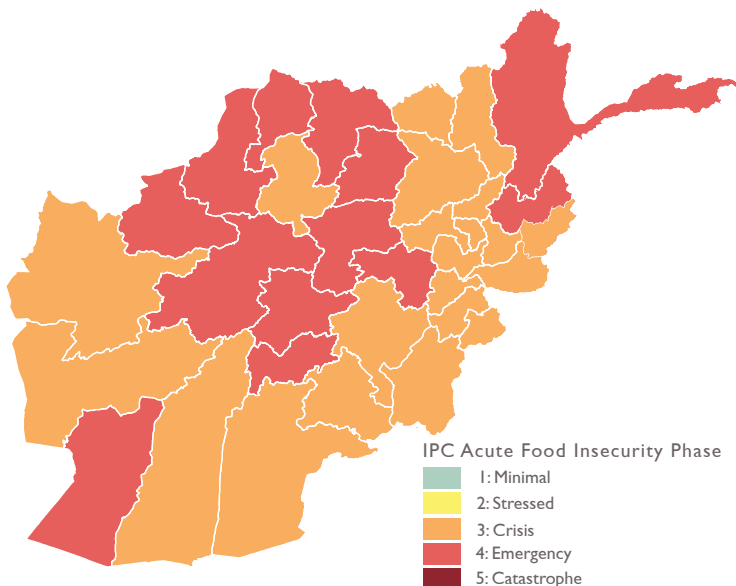 IPC Acute Food Insecurity Phase
1: Minimal
2: Stressed
3: Crisis
4: Emergency
5: Catastrophe